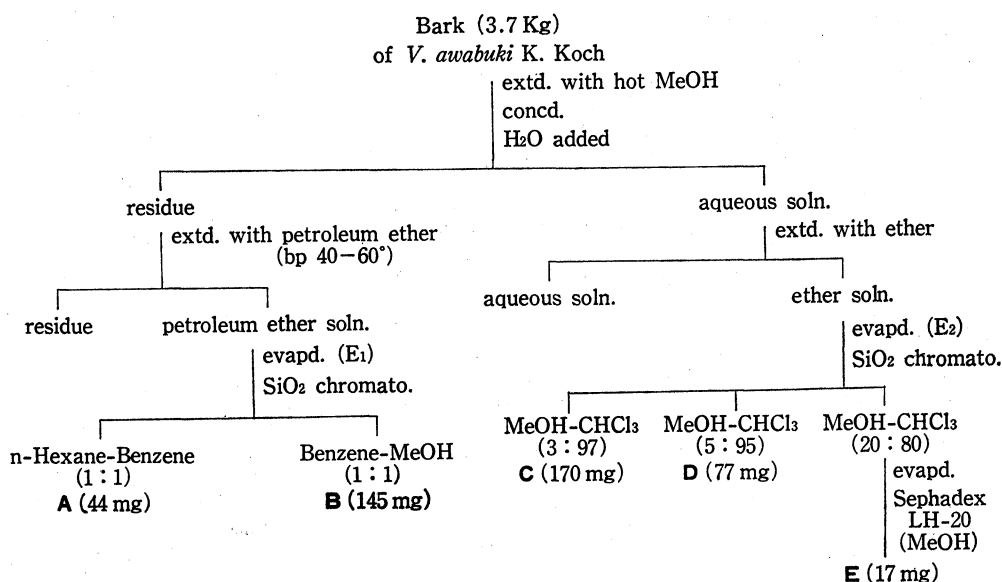 Bark (3.7 Kg)
of V. awabuki K. Koch
extd. with hot MeOH
concd.
H2O added
residue
extd. with petroleum ether
(bp 40-60°)
residue
petroleum ether soln.
evapd. (E1)
SiO2 chromato.
n-Hexane-Benzene
(1:1)
A (44 mg)
Benzene-MeOH
(1:1)
B (145 mg)
aqueous soln.
extd. with ether
aqueous soln.
ether soln.
evapd. (E2)
SiO2 chromato.
MeOH-CHCl3
(3:97)
C (170 mg)
MeOH-CHCl3
(5:95)
D (77 mg)
MeOH-CHCl3
(20:80)
evapd.
Sephadex
LH-20
(MeOH)
E (17 mg)